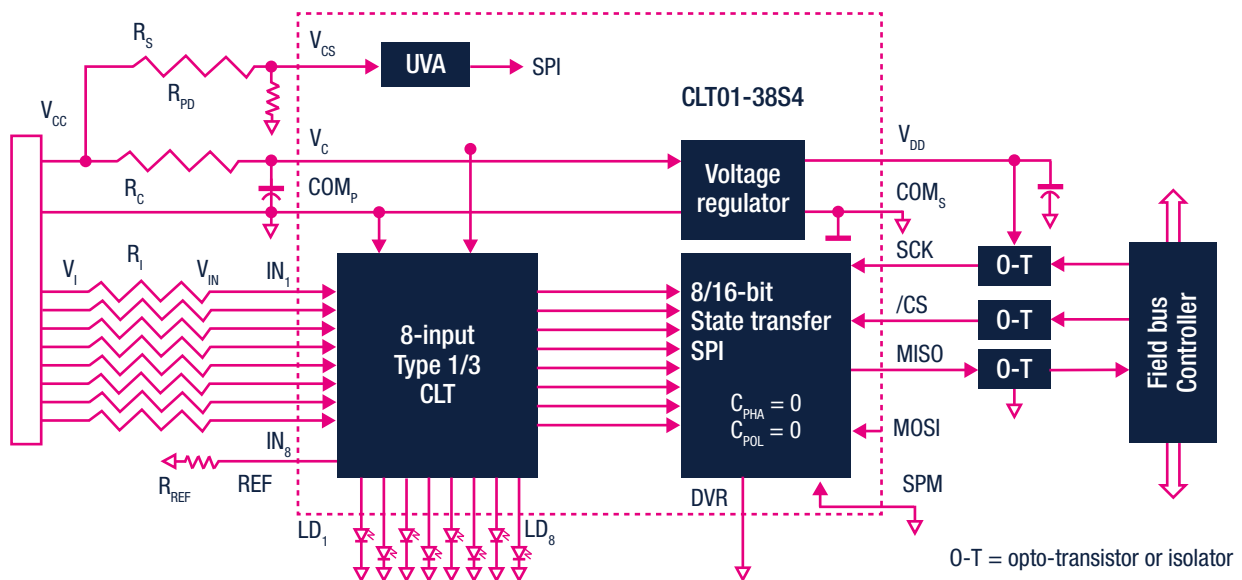 R_S
V_CS
UVA
SPI
R_PD
CLT01-38S4
V_CC
V_C
V_DD
R_C
COM_P
Voltage
regulator
COM_S
V_I
R_I
V_IN
IN_1
SCK
O-T
8-input
Type 1/3
CLT
8/16-bit
State transfer
SPI
/CS
O-T
MISO
O-T
Field bus
Controller
C_PHA = 0
C_POL = 0
MOSI
IN_8
R_REF
REF
DVR
SPM
LD_1
LD_8
O-T = opto-transistor or isolator